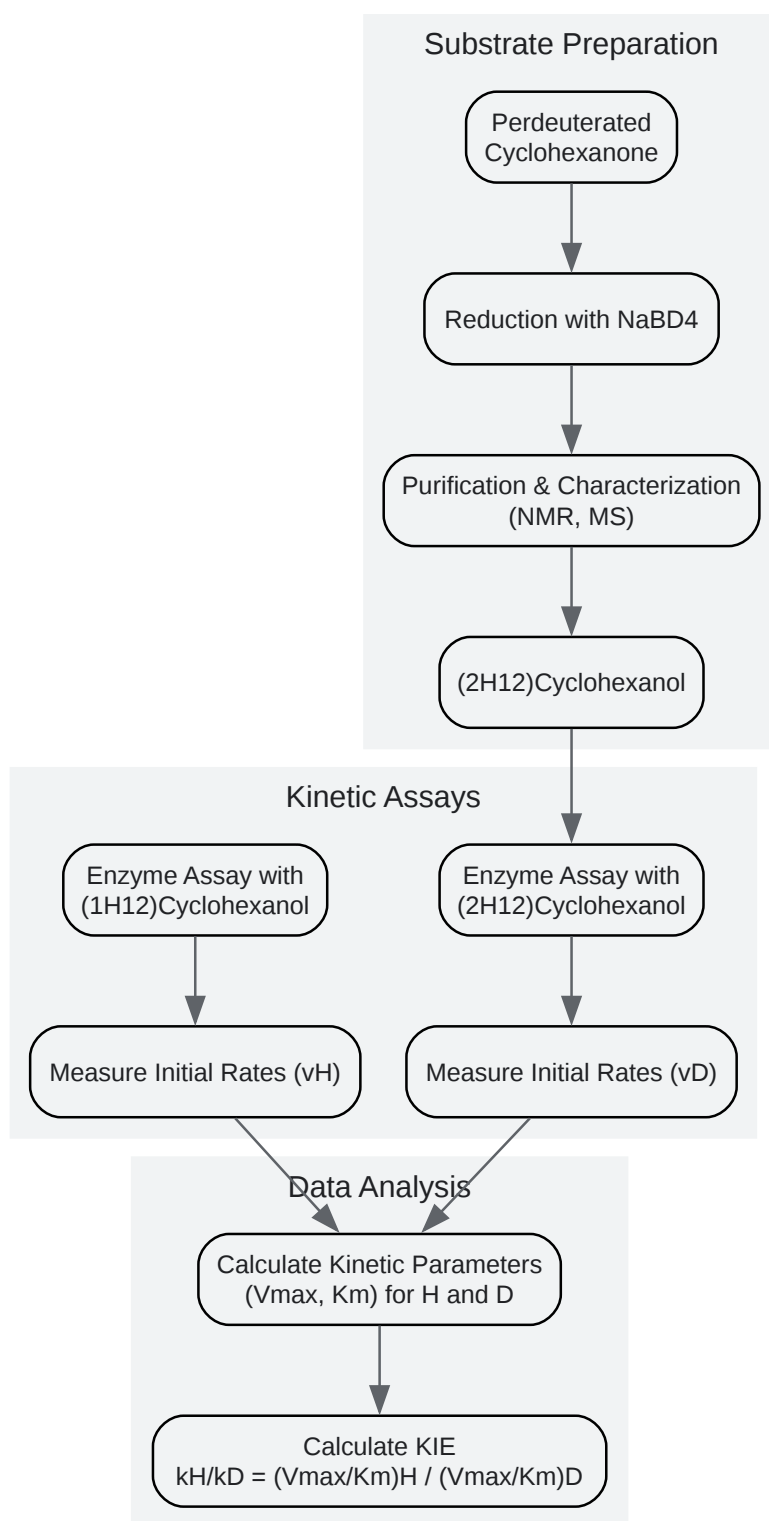 Substrate Preparation
Perdeuterated
Cyclohexanone
Reduction with NaBD4
Purification & Characterization
(NMR, MS)
(2H12)Cyclohexanol
Kinetic Assays
Enzyme Assay with
(1H12)Cyclohexanol
Enzyme Assay with
(2H12)Cyclohexanol
Measure Initial Rates (vH)
Measure Initial Rates (vD)
Data Analysis
Calculate Kinetic Parameters
(Vmax, Km) for H and D
Calculate KIE
kH/kD = (Vmax/Km)H / (Vmax/Km)D